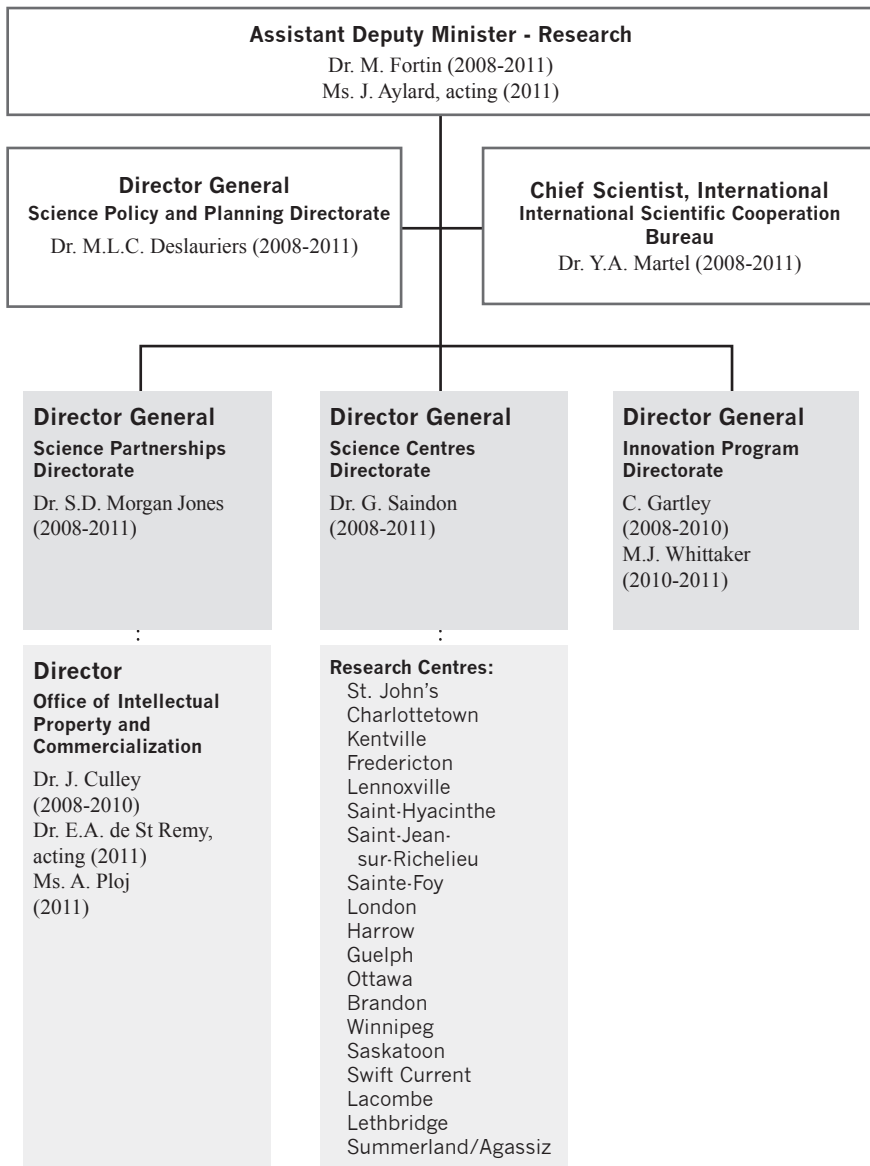 Assistant Deputy Minister - Research
Dr. M. Fortin (2008-2011)
Ms. J. Aylard, acting (2011)
Director General
Science Policy and Planning Directorate
Dr. M.L.C. Deslauriers (2008-2011)
Chief Scientist, International
International Scientific Cooperation
Bureau
Dr. Y.A. Martel (2008-2011)
Director General
Science Partnerships
Directorate
Dr. S.D. Morgan Jones
(2008-2011)
Director General
Science Centres
Directorate
Dr. G. Saindon
(2008-2011)
Director General
Innovation Program
Directorate
C. Gartley
(2008-2010)
M.J. Whittaker
(2010-2011)
Director
Office of Intellectual
Property and
Commercialization
Dr. J. Culley
(2008-2010)
Dr. E.A. de St Remy,
acting (2011)
Ms. A. Ploj
(2011)
Research Centres:
St. John's
Charlottetown
Kentville
Fredericton
Lennoxville
Saint-Hyacinthe
Saint-Jean-
sur-Richelieu
Sainte-Foy
London
Harrow
Guelph
Ottawa
Brandon
Winnipeg
Saskatoon
Swift Current
Lacombe
Lethbridge
Summerland/Agassiz